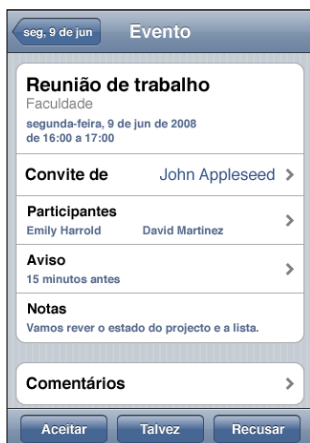 seg, 9 de jun Evento
Reunião de trabalho
Faculdade
segunda-feira, 9 de jun de 2008
de 16:00 a 17:00
Convite de John Appleseed
Participantes
Emily Harrold David Martinez
Aviso
15 minutos antes
Notas
Vamos rever o estado do projecto e a lista.
Comentários
Aceitar Talvez Recusar